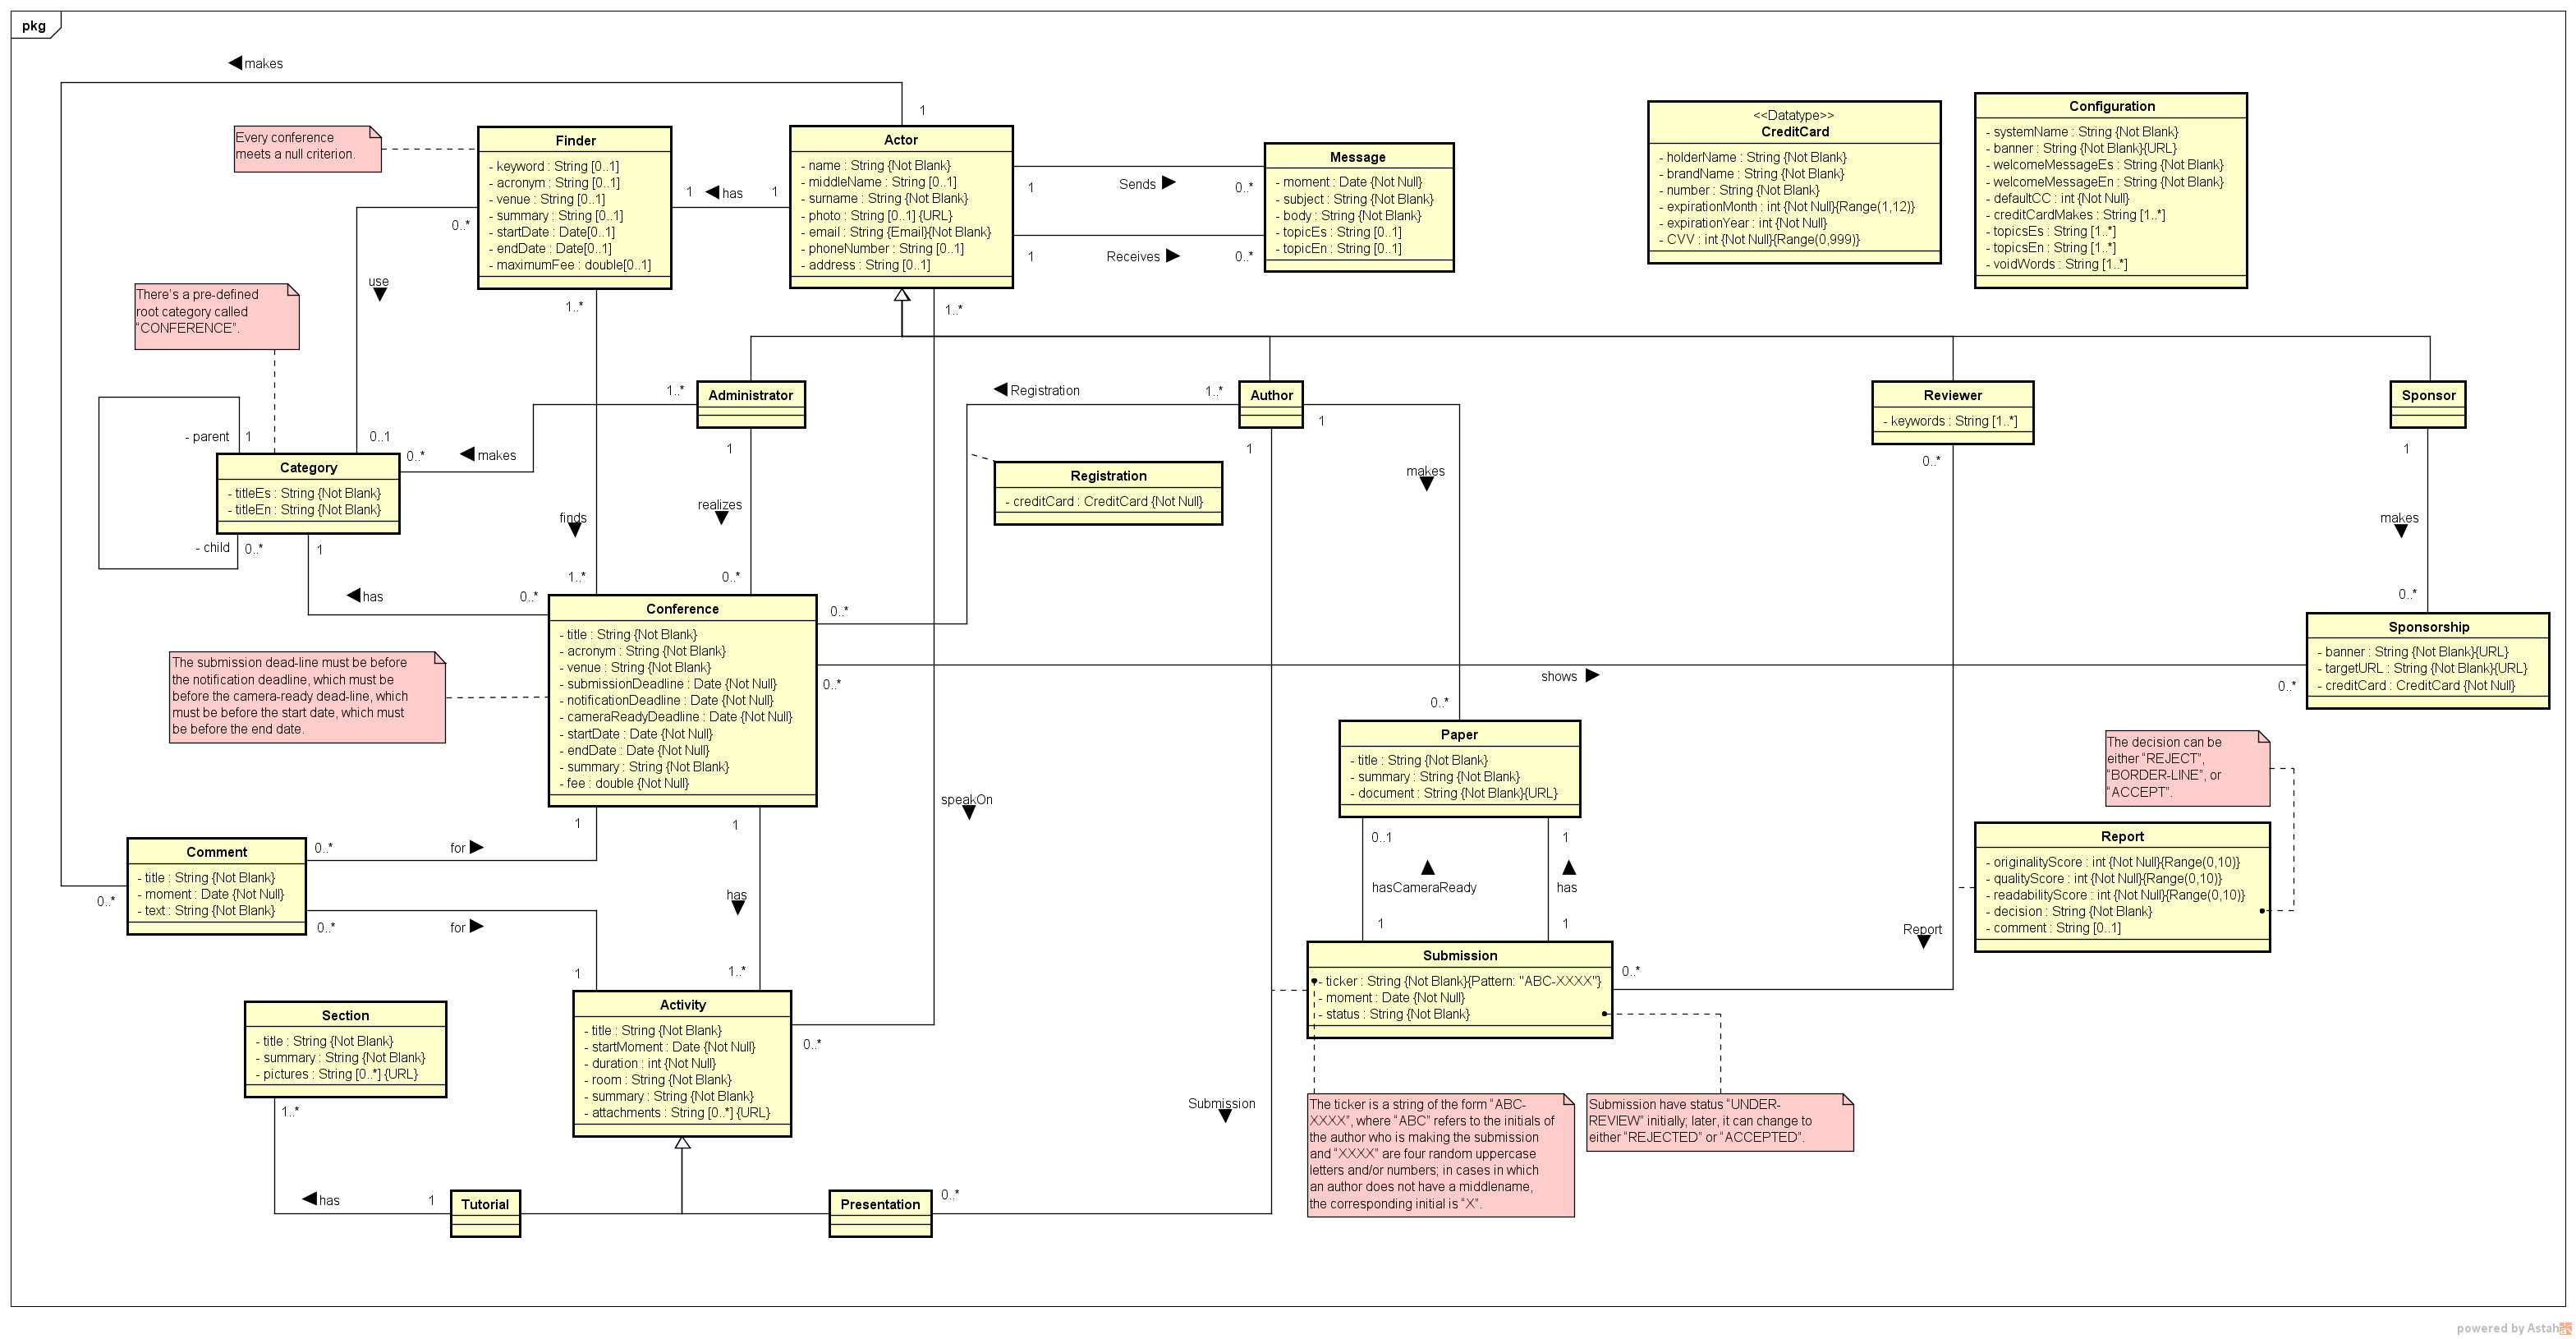 pkg
makes
1
Every conference
meets a null criterion.
Finder
- keyword : String [0..1]
- acronym : String [0..1]
- venue : String [0..1]
- summary : String [0..1]
- startDate : Date[0..1]
- endDate : Date[0..1]
- maximumFee : double[0..1]
1
has
1
Actor
- name : String {Not Blank}
- middleName : String [0..1]
- surname : String {Not Blank}
- photo : String [0..1] {URL}
- email : String {Email}{Not Blank}
- phoneNumber : String [0..1]
- address : String [0..1]
1
Sends
0..*
1
Receives
0..*
Message
- moment : Date {Not Null}
- subject : String {Not Blank}
- body : String {Not Blank}
- topicEs : String [0..1]
- topicEn : String [0..1]
<<Datatype>>
CreditCard
- holderName : String {Not Blank}
- brandName : String {Not Blank}
- number : String {Not Blank}
- expirationMonth : int {Not Null}{Range(1,12)}
- expirationYear : int {Not Null}
- CVV : int {Not Null}{Range(0,999)}
Configuration
- systemName : String {Not Blank}
- banner : String {Not Blank}{URL}
- welcomeMessageEs : String {Not Blank}
- welcomeMessageEn : String {Not Blank}
- defaultCC : int {Not Null}
- creditCardMakes : String [1..*]
- topicsEs : String [1..*]
- topicsEn : String [1..*]
- voidWords : String [1..*]
0..*
use
1..*
1..*
There's a pre-defined
root category called
“CONFERENCE”.
1..*
Administrator
Registration
1..*
Author
1
Reviewer
- keywords : String [1..*]
Sponsor
- parent
1
0..1
0..*
makes
1
1
0..*
1
Category
- titleEs : String {Not Blank}
- titleEn : String {Not Blank}
Registration
- creditCard : CreditCard {Not Null}
makes
realizes
finds
makes
- child
0..*
1
1..*
0..*
has
0..*
0..*
0..*
Conference
- title : String {Not Blank}
- acronym : String {Not Blank}
- venue : String {Not Blank}
- submissionDeadline : Date {Not Null}
- notificationDeadline : Date {Not Null}
- cameraReadyDeadline : Date {Not Null}
- startDate : Date {Not Null}
- endDate : Date {Not Null}
- summary : String {Not Blank}
- fee : double {Not Null}
Sponsorship
- banner : String {Not Blank}{URL}
- targetURL : String {Not Blank}{URL}
- creditCard : CreditCard {Not Null}
The submission dead-line must be before
the notification deadline, which must be
before the camera-ready dead-line, which
must be before the start date, which must
be before the end date.
0..*
shows
0..*
0..*
Paper
- title : String {Not Blank}
- summary : String {Not Blank}
- document : String {Not Blank}{URL}
The decision can be
either “REJECT”,
“BORDER-LINE”, or
“ACCEPT”.
speakOn
1
1
0..1
1
Comment
- title : String {Not Blank}
- moment : Date {Not Null}
- text : String {Not Blank}
0..*
for
0..*
0..*
for
1
has
1..*
hasCameraReady
has
1
1
Report
- originalityScore : int {Not Null}{Range(0,10)}
- qualityScore : int {Not Null}{Range(0,10)}
- readabilityScore : int {Not Null}{Range(0,10)}
- decision : String {Not Blank}
- comment : String [0..1]
Report
0..*
Submission
- ticker : String {Not Blank}{Pattern: "ABC-XXXX"}
- moment : Date {Not Null}
- status : String {Not Blank}
Section
- title : String {Not Blank}
- summary : String {Not Blank}
- pictures : String [0..*] {URL}
Activity
- title : String {Not Blank}
- startMoment : Date {Not Null}
- duration : int {Not Null}
- room : String {Not Blank}
- summary : String {Not Blank}
- attachments : String [0..*] {URL}
0..*
1..*
Submission
The ticker is a string of the form “ABC-
XXXX”, where “ABC” refers to the initials of
the author who is making the submission
and “XXXX” are four random uppercase
letters and/or numbers; in cases in which
an author does not have a middlename,
the corresponding initial is “X”.
Submission have status “UNDER-
REVIEW” initially; later, it can change to
either “REJECTED” or “ACCEPTED”.
has
1
Tutorial
Presentation
0..*
powered by Astah